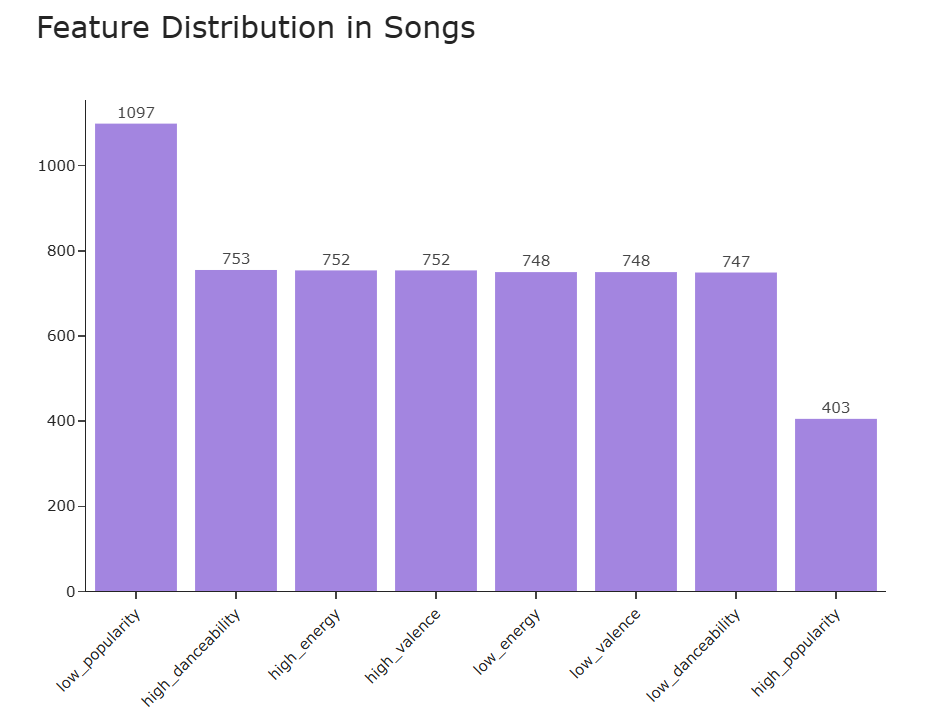 Feature Distribution in Songs
1097
753
752
752
748
748
747
403
1000
800
600
400
200
0
low_popularity
high_danceability
high_energy
high_valence
low_energy
low_valence
low_danceability
high_popularity